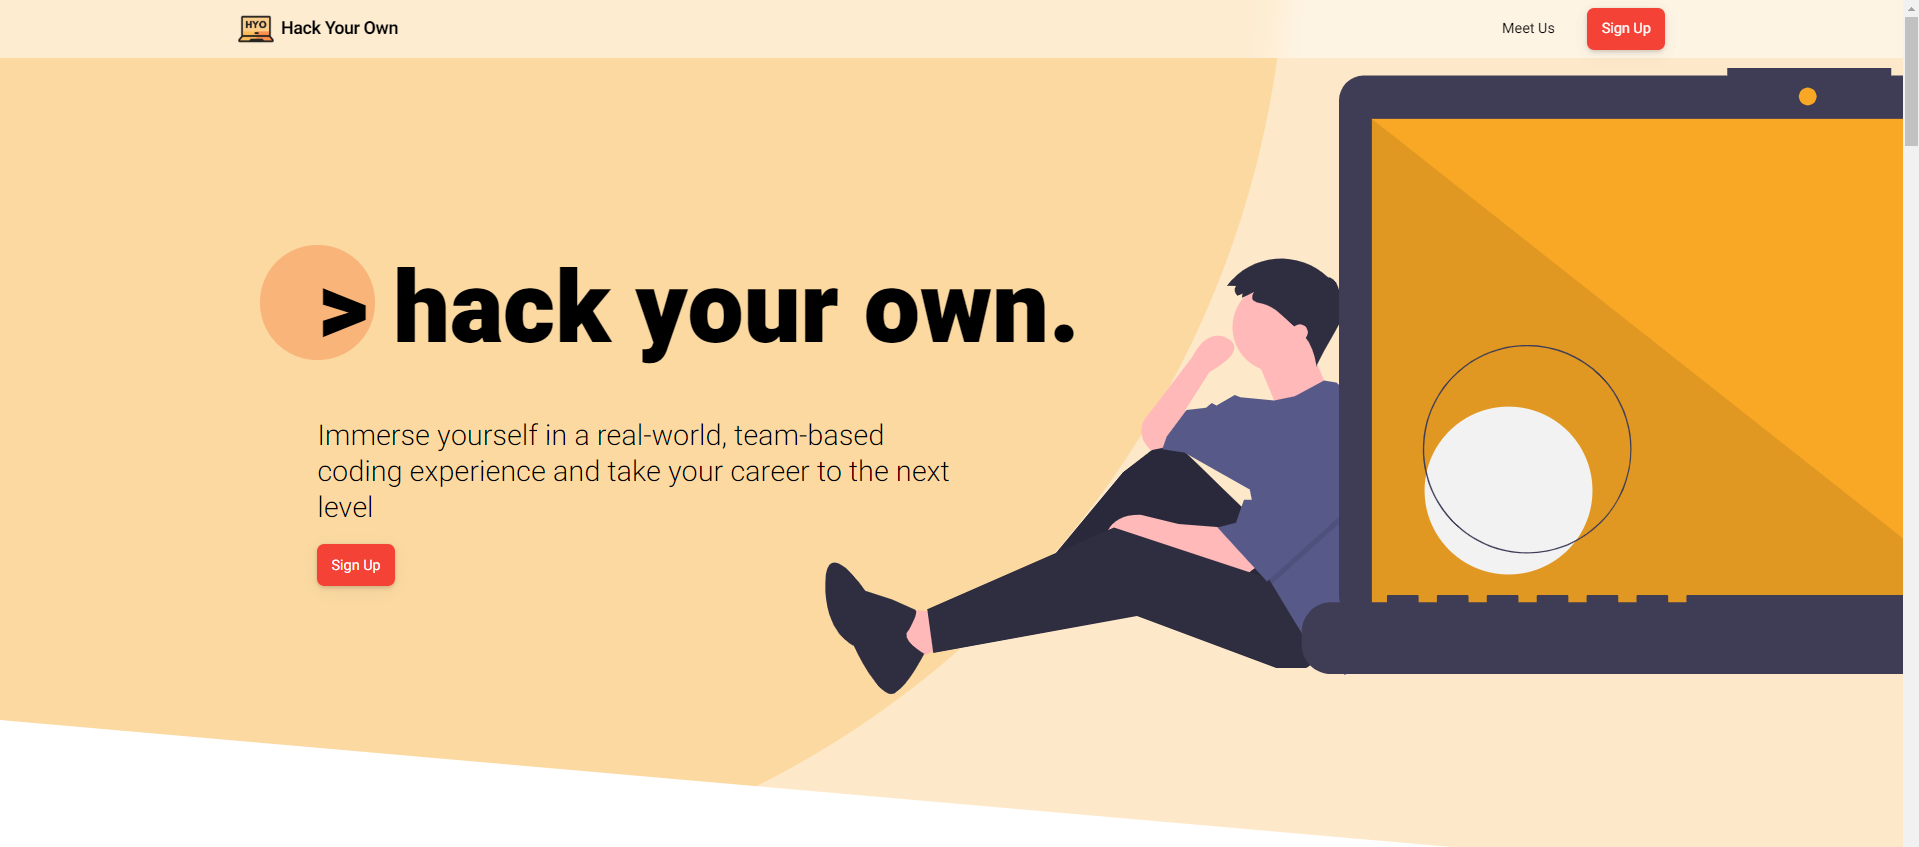 HYO
Hack Your Own
Meet Us
Sign Up
> hack your own.
Immerse yourself in a real-world, team-based
coding experience and take your career to the next
level
Sign Up